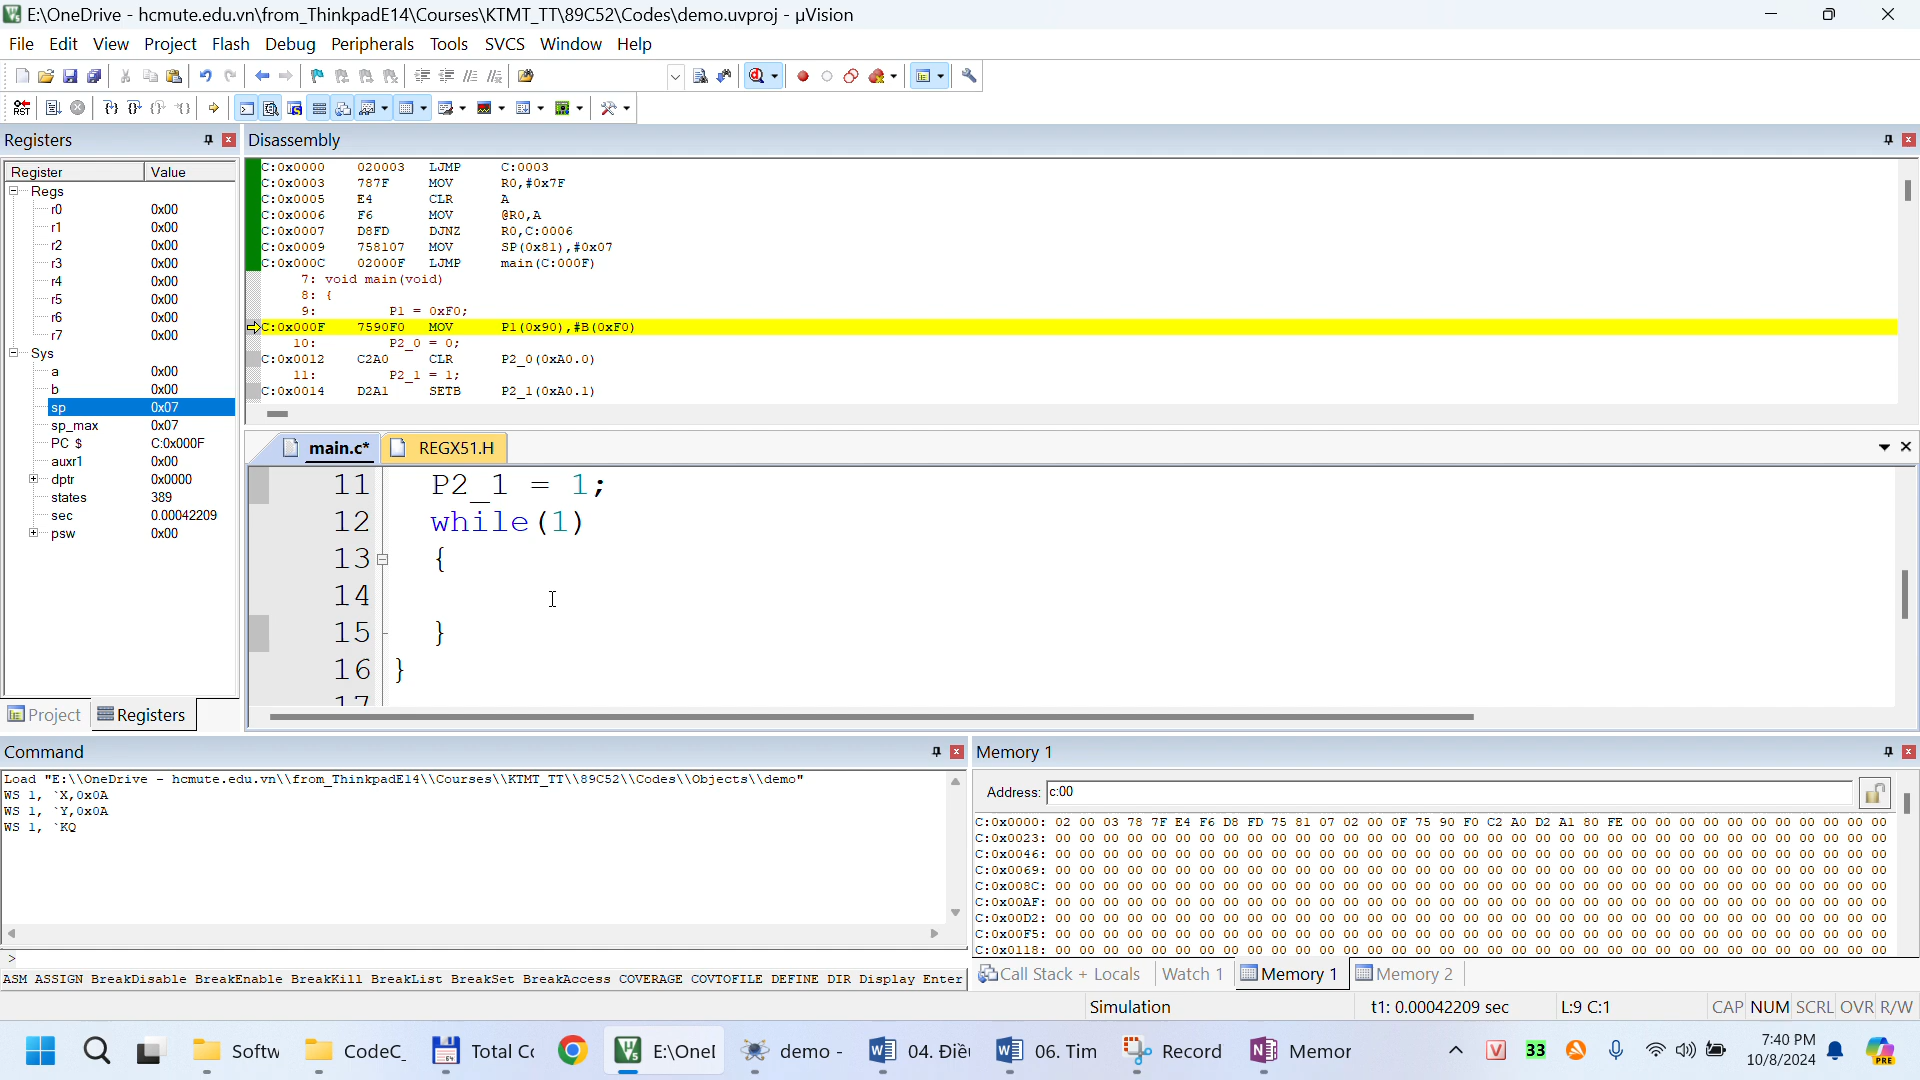 E:\OneDrive - hcmute.edu.vn\from_ThinkpadE14\Courses\KTMT_TT\89C52\Codes\demo.uvproj - µVision
File Edit View Project Flash Debug Peripherals Tools SVCS Window Help
Registers
Register Value
Regs
r0 0x00
r1 0x00
r2 0x00
r3 0x00
r4 0x00
r5 0x00
r6 0x00
r7 0x00
Sys
a 0x00
b 0x00
sp 0x07
sp_max 0x07
PC $ C:0x000F
auxr1 0x00
dptr 0x0000
states 389
sec 0.00042209
psw 0x00
Project Registers
Disassembly
C:0x0000 020003 LJMP C:0003
C:0x0003 787F MOV R0,#0x7F
C:0x0005 E4 CLR A
C:0x0006 F6 MOV @R0,A
C:0x0007 D8FD DJNZ R0,C:0006
C:0x0009 758107 MOV SP(0x81),#0x07
C:0x000C 02000F LJMP main(C:000F)
7: void main(void)
8: {
9: P1 = 0xF0;
C:0x000F 7590F0 MOV P1(0x90),#B(0xF0)
10: P2_0 = 0;
C:0x0012 C2A0 CLR P2_0(0xA0.0)
11: P2_1 = 1;
C:0x0014 D2A1 SETB P2_1(0xA0.1)
main.c* REGX51.H
11 P2_1 = 1;
12 while(1)
13 {
14
15 }
16 }
17
Command
Load "E:\\OneDrive - hcmute.edu.vn\\from_ThinkpadE14\\Courses\\KTMT_TT\\89C52\\Codes\\Objects\\demo"
WS 1, `X,0x0A
WS 1, `Y,0x0A
WS 1, `KQ
>
ASM ASSIGN BreakDisable BreakEnable BreakKill BreakList BreakSet BreakAccess COVERAGE COVTOFILE DEFINE DIR Display Enter
Memory 1
Address: c:00
C:0x0000: 02 00 03 78 7F E4 F6 D8 FD 75 81 07 02 00 0F 75 90 F0 C2 A0 D2 A1 80 FE 00 00 00 00 00 00 00 00 00 00 00
C:0x0023: 00 00 00 00 00 00 00 00 00 00 00 00 00 00 00 00 00 00 00 00 00 00 00 00 00 00 00 00 00 00 00 00 00 00 00
C:0x0046: 00 00 00 00 00 00 00 00 00 00 00 00 00 00 00 00 00 00 00 00 00 00 00 00 00 00 00 00 00 00 00 00 00 00 00
C:0x0069: 00 00 00 00 00 00 00 00 00 00 00 00 00 00 00 00 00 00 00 00 00 00 00 00 00 00 00 00 00 00 00 00 00 00 00
C:0x008C: 00 00 00 00 00 00 00 00 00 00 00 00 00 00 00 00 00 00 00 00 00 00 00 00 00 00 00 00 00 00 00 00 00 00 00
C:0x00AF: 00 00 00 00 00 00 00 00 00 00 00 00 00 00 00 00 00 00 00 00 00 00 00 00 00 00 00 00 00 00 00 00 00 00 00
C:0x00D2: 00 00 00 00 00 00 00 00 00 00 00 00 00 00 00 00 00 00 00 00 00 00 00 00 00 00 00 00 00 00 00 00 00 00 00
C:0x00F5: 00 00 00 00 00 00 00 00 00 00 00 00 00 00 00 00 00 00 00 00 00 00 00 00 00 00 00 00 00 00 00 00 00 00 00
C:0x0118: 00 00 00 00 00 00 00 00 00 00 00 00 00 00 00 00 00 00 00 00 00 00 00 00 00 00 00 00 00 00 00 00 00 00 00
Call Stack + Locals Watch 1 Memory 1 Memory 2
Simulation t1: 0.00042209 sec L:9 C:1 CAP NUM SCRL OVR R/W
Softw CodeC_ Total Co E:\OneI demo - 04. Điề 06. Tim Record Memor 33 7:40 PM
10/8/2024